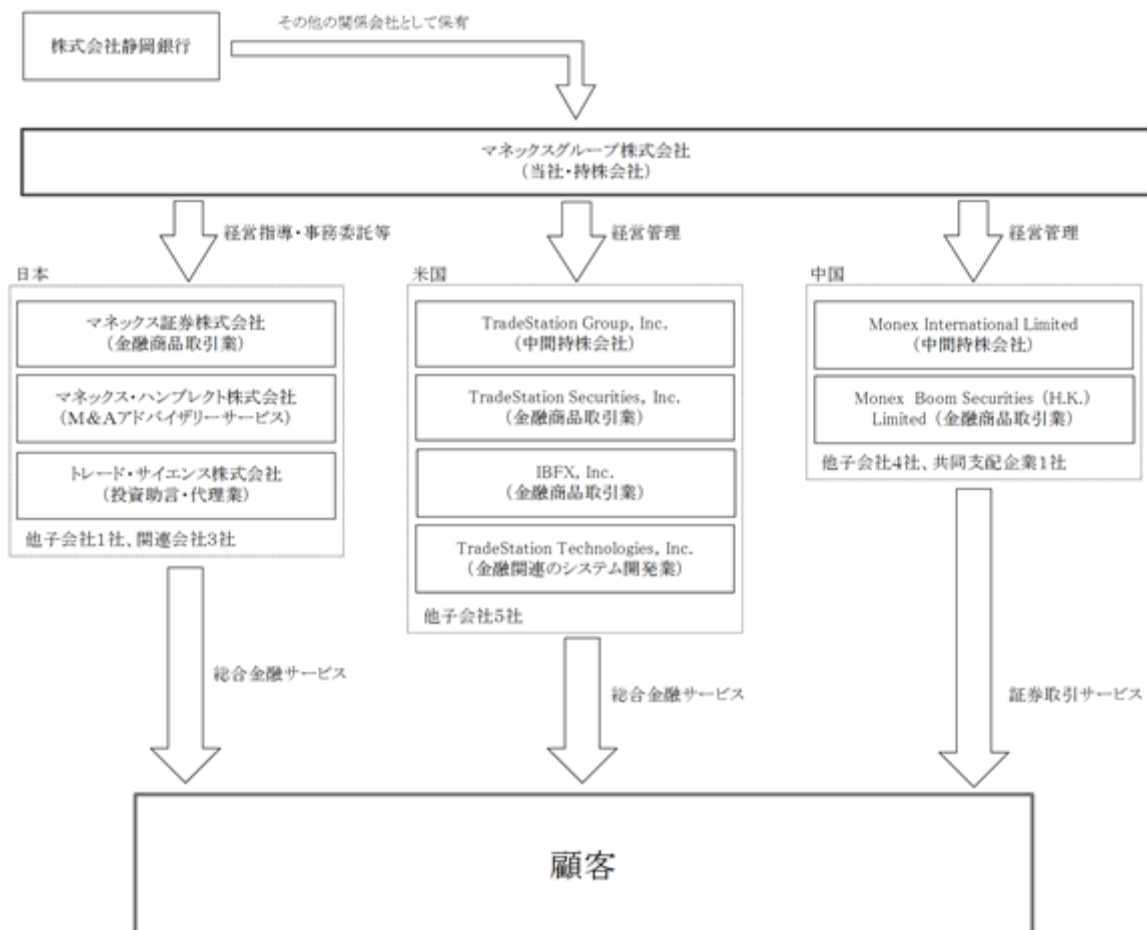 その他の関係会社として保有
株式会社静岡銀行
マネックスグループ株式会社
（当社・持株会社）
経営指導・事務委託等
経営管理
経営管理
日本
マネックス証券株式会社
（金融商品取引業）
マネックス・ハンブレクト株式会社
（M&Aアドバイザリーサービス）
トレード・サイエンス株式会社
（投資助言・代理業）
他子会社1社、関連会社3社
米国
TradeStation Group, Inc.
（中間持株会社）
TradeStation Securities, Inc.
（金融商品取引業）
IBFX, Inc.
（金融商品取引業）
TradeStation Technologies, Inc.
（金融関連のシステム開発業）
他子会社5社
中国
Monex International Limited
（中間持株会社）
Monex Boom Securities (H.K.)
Limited （金融商品取引業）
他子会社4社、共同支配企業1社
総合金融サービス
総合金融サービス
証券取引サービス
顧客